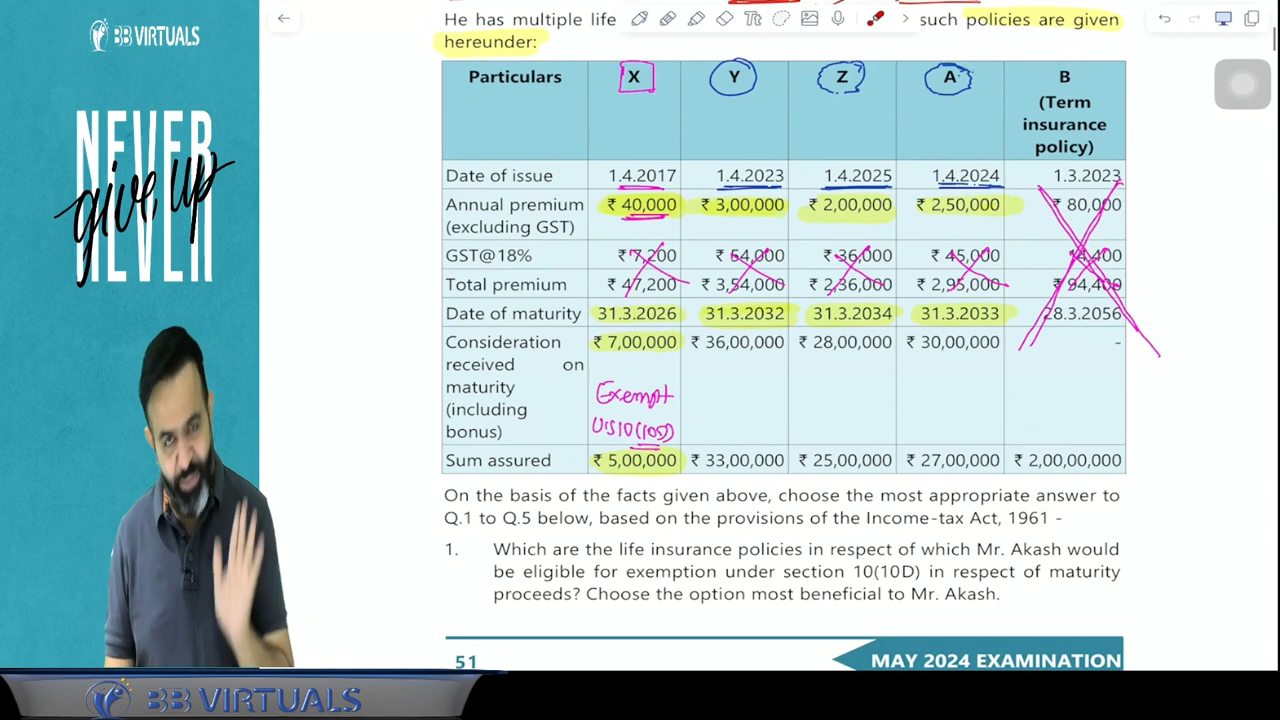 BB VIRTUALS
NEVER
give up
NEVER
He has multiple life such policies are given
hereunder:
Particulars X Y Z A B
(Term
insurance
policy)
Date of issue 1.4.2017 1.4.2023 1.4.2025 1.4.2024 1.3.2023
Annual premium ₹ 40,000 ₹ 3,00,000 ₹ 2,00,000 ₹ 2,50,000 ₹ 80,000
(excluding GST)
GST@18% ₹ 7,200 ₹ 54,000 ₹ 36,000 ₹ 45,000 14,400
Total premium ₹ 47,200 ₹ 3,54,000 ₹ 2,36,000 ₹ 2,95,000 ₹ 94,400
Date of maturity 31.3.2026 31.3.2032 31.3.2034 31.3.2033 28.3.2056
Consideration ₹ 7,00,000 ₹ 36,00,000 ₹ 28,00,000 ₹ 30,00,000 -
received on
maturity
(including
bonus)
Exempt
U/S 10(10D)
Sum assured ₹ 5,00,000 ₹ 33,00,000 ₹ 25,00,000 ₹ 27,00,000 ₹ 2,00,00,000
On the basis of the facts given above, choose the most appropriate answer to
Q.1 to Q.5 below, based on the provisions of the Income-tax Act, 1961 -
1. Which are the life insurance policies in respect of which Mr. Akash would
be eligible for exemption under section 10(10D) in respect of maturity
proceeds? Choose the option most beneficial to Mr. Akash.
51 MAY 2024 EXAMINATION
BB VIRTUALS